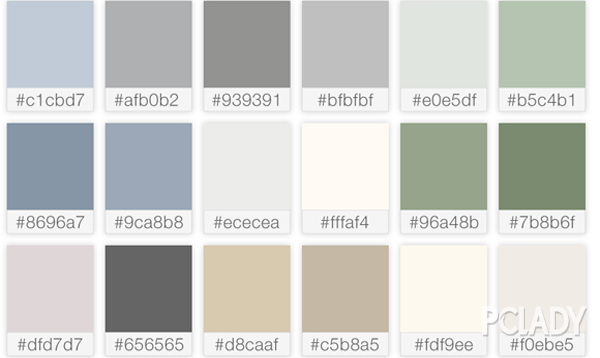 #c1cbd7 #afb0b2 #939391 #bfbfbf #e0e5df #b5c4b1
#8696a7 #9ca8b8 #ececea #fffaf4 #96a48b #7b8b6f
#dfd7d7 #656565 #d8caaf #c5b8a5 #fdf9ee #f0ebe5
PCLADY